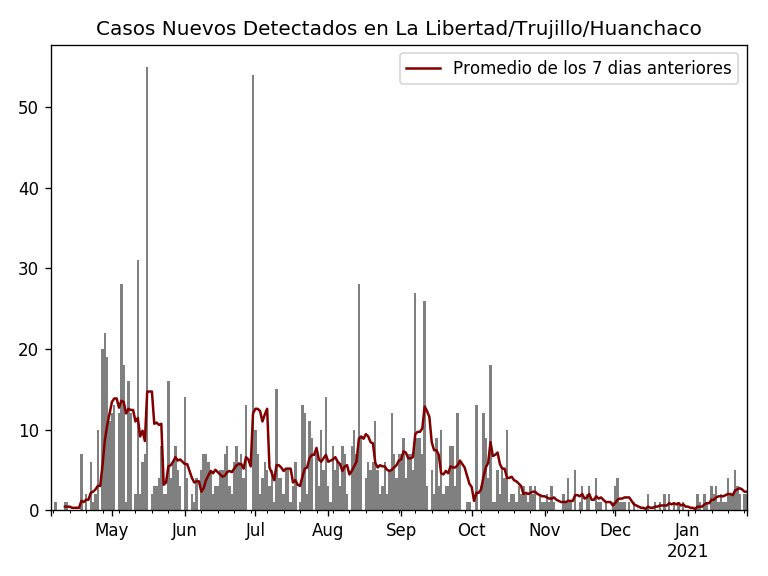 Casos Nuevos Detectados en La Libertad/Trujillo/Huanchaco
Promedio de los 7 dias anteriores
50
40
30
20
10
0
May Jun Jul Aug Sep Oct Nov Dec Jan
2021